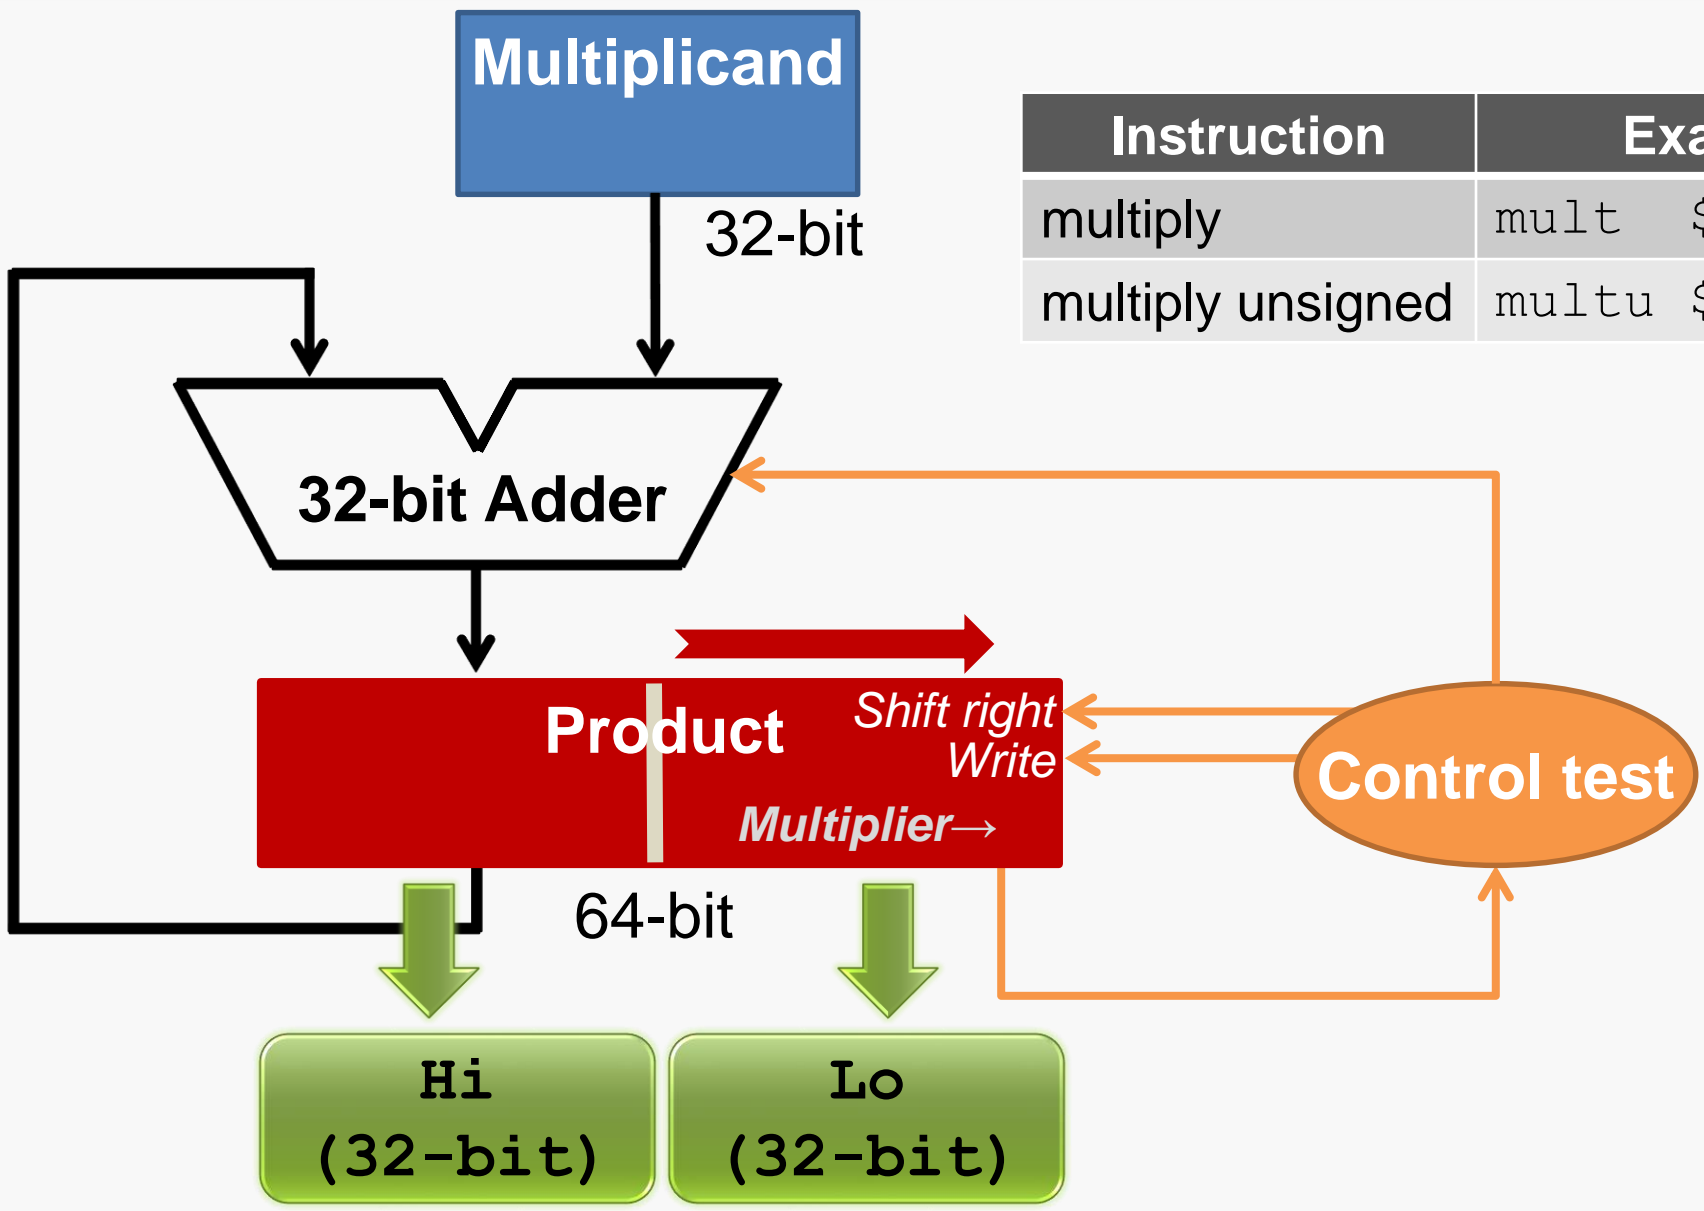 Multiplicand
32-bit
Instruction
multiply
mult $
multiply unsigned
multu $
32-bit Adder
Product
Shift right
Write
Multiplier→
Control test
64-bit
Hi
(32-bit)
Lo
(32-bit)